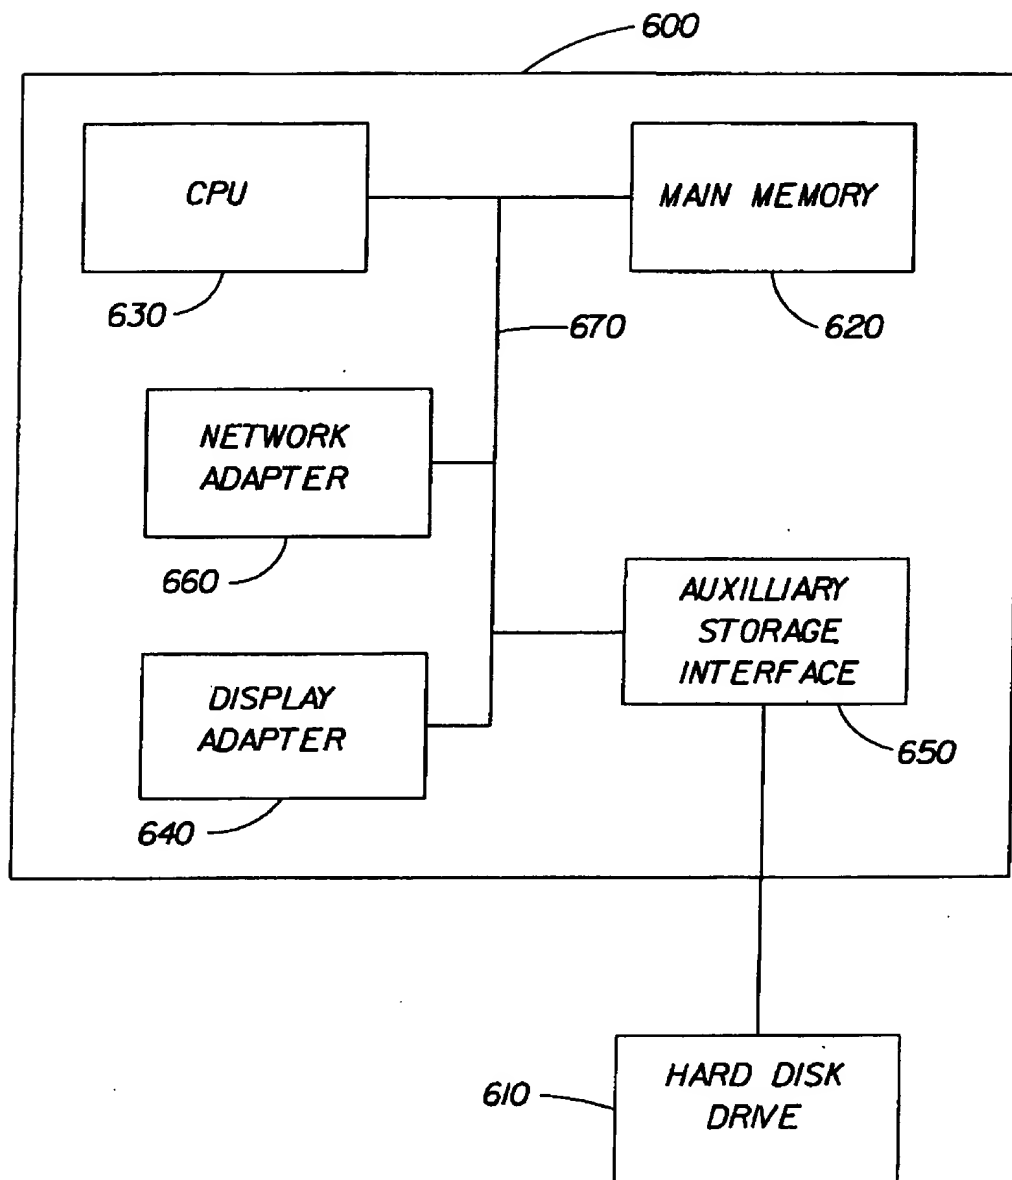 600
CPU
MAIN MEMORY
630
670
620
NETWORK
ADAPTER
660
AUXILLIARY
STORAGE
INTERFACE
DISPLAY
ADAPTER
650
640
HARD DISK
DRIVE
610